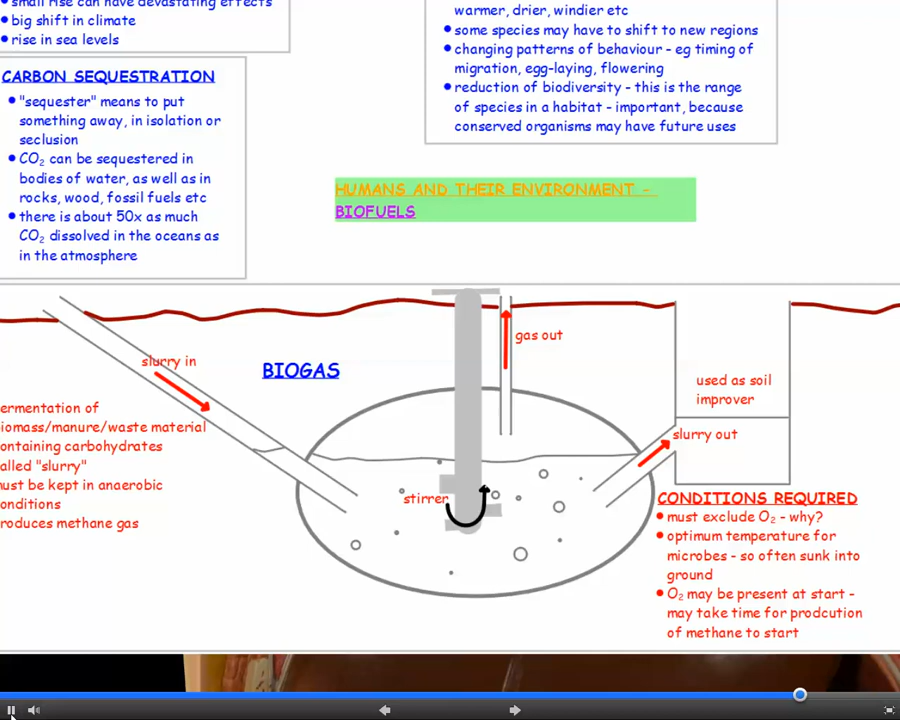 small rise can have devastating effects
big shift in climate
rise in sea levels
CARBON SEQUESTRATION
"sequester" means to put
something away, in isolation or
seclusion
CO₂ can be sequestered in
bodies of water, as well as in
rocks, wood, fossil fuels etc
there is about 50x as much
CO₂ dissolved in the oceans as
in the atmosphere
warmer, drier, windier etc
some species may have to shift to new regions
changing patterns of behaviour - eg timing of
migration, egg-laying, flowering
reduction of biodiversity - this is the range
of species in a habitat - important, because
conserved organisms may have future uses
HUMANS AND THEIR ENVIRONMENT -
BIOFUELS
slurry in
BIOGAS
gas out
used as soil
improver
slurry out
stirrer
ermentation of
iomass/manure/waste material
ontaining carbohydrates
alled "slurry"
ust be kept in anaerobic
onditions
roduces methane gas
CONDITIONS REQUIRED
must exclude O₂ - why?
optimum temperature for
microbes - so often sunk into
ground
O₂ may be present at start -
may take time for prodcution
of methane to start